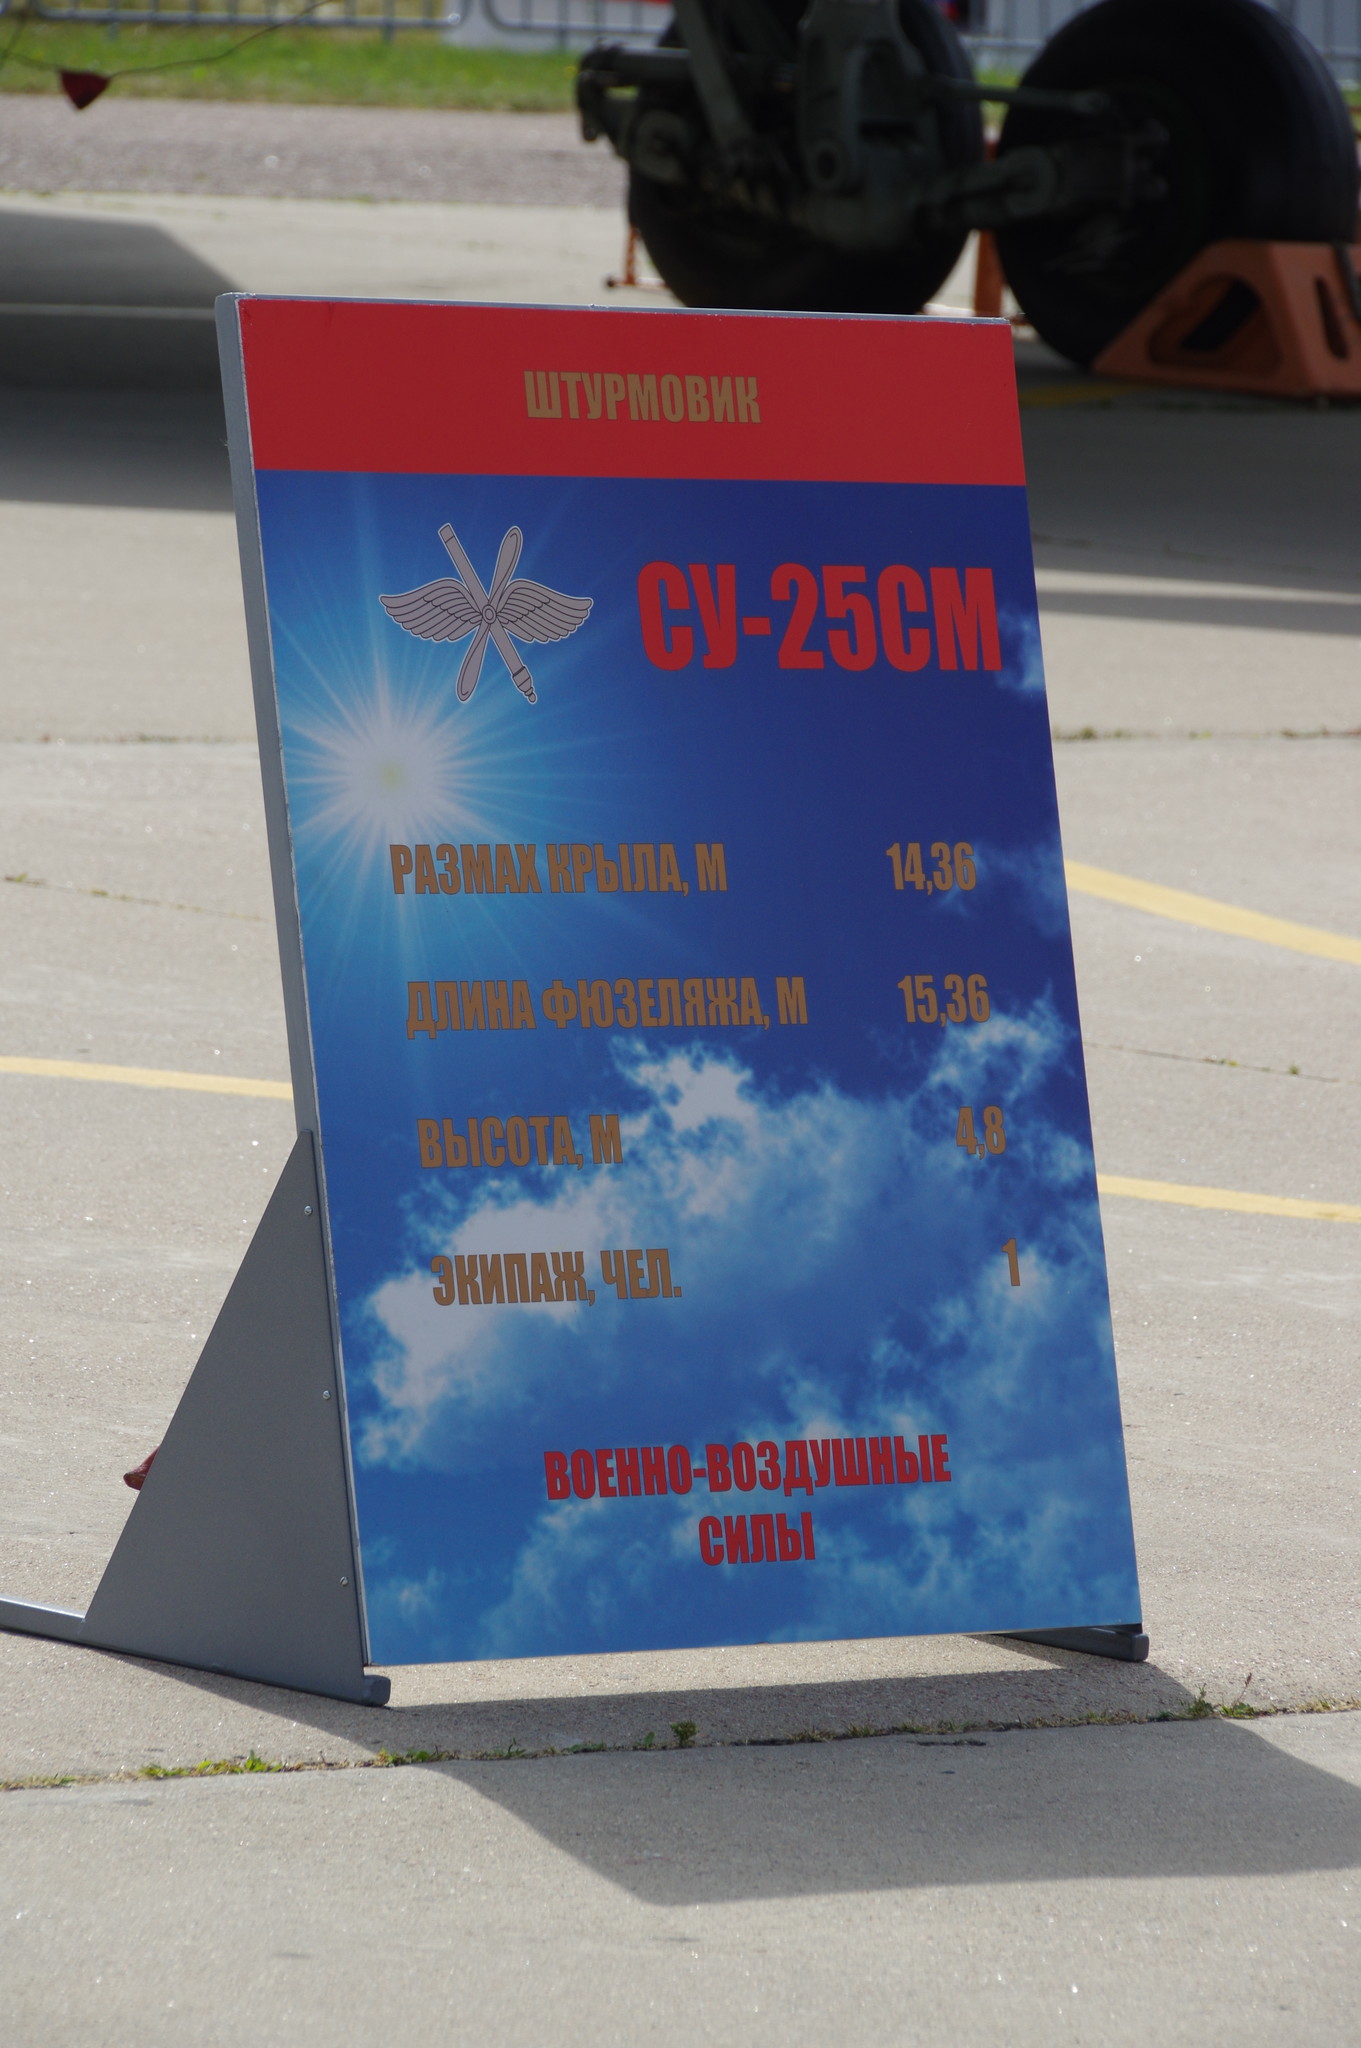 ШТУРМОВИК
СУ-25СМ
РАЗМАХ КРЫЛА, М 14,36
ДЛИНА ФЮЗЕЛЯЖА, М 15,36
ВЫСОТА, М 4,8
ЭКИПАЖ, ЧЕЛ. 1
ВОЕННО-ВОЗДУШНЫЕ
СИЛЫ